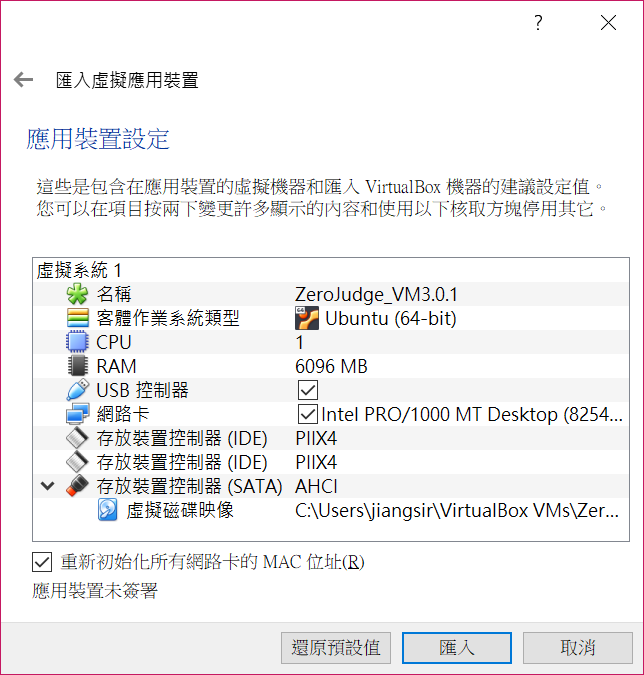 ?
匯入虛擬應用裝置
應用裝置設定
這些是包含在應用裝置的虛擬機器和匯入 VirtualBox 機器的建議設定值。
您可以在項目按兩下變更許多顯示的內容和使用以下核取方塊停用其它。
虛擬系統 1
名稱 ZeroJudge_VM3.0.1
客體作業系統類型 Ubuntu (64-bit)
CPU 1
RAM 6096 MB
USB 控制器
網路卡 Intel PRO/1000 MT Desktop (8254...
存放裝置控制器 (IDE) PIIX4
存放裝置控制器 (IDE) PIIX4
存放裝置控制器 (SATA) AHCI
虛擬磁碟映像 C:\Users\jiangsir\VirtualBox VMs\Zer...
重新初始化所有網路卡的 MAC 位址(R)
應用裝置未簽署
還原預設值 匯入 取消